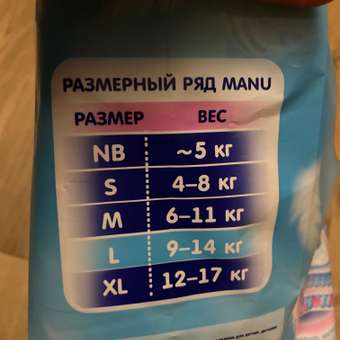 РАЗМЕРНЫЙ РЯД MANU
РАЗМЕР ВЕС
NB ~5 кг
S 4-8 кг
M 6-11 кг
L 9-14 кг
XL 12-17 кг